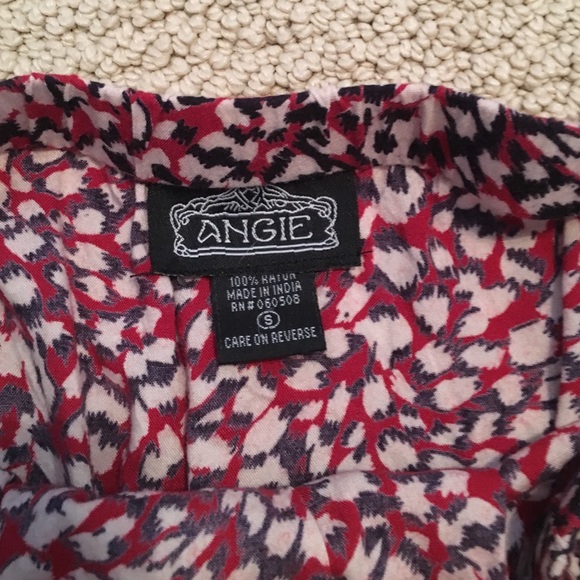 ANGIE
100% RAYON
MADE IN INDIA
RN# 060508
S
CARE ON REVERSE